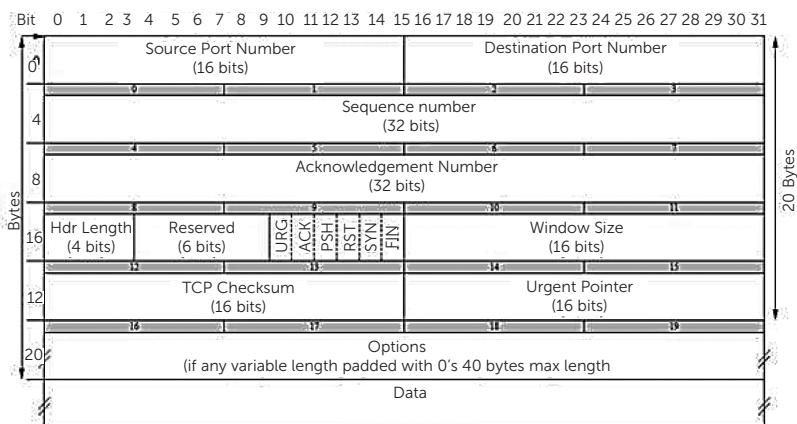 Bit 0 1 2 3 4 5 6 7 8 9 10 11 12 13 14 15 16 17 18 19 20 21 22 23 24 25 26 27 28 29 30 31
Source Port Number
(16 bits)
Destination Port Number
(16 bits)
0
0 1 2 3
Sequence number
(32 bits)
4
4 5 6 7
Acknowledgement Number
(32 bits)
8
8 9 10 11
Bytes
20 Bytes
Hdr Length
(4 bits)
Reserved
(6 bits)
URG
ACK
PSH
RST
SYN
FIN
Window Size
(16 bits)
16
12 13 14 15
TCP Checksum
(16 bits)
Urgent Pointer
(16 bits)
12
16 17 18 19
Options
(if any variable length padded with 0's 40 bytes max length
20
Data